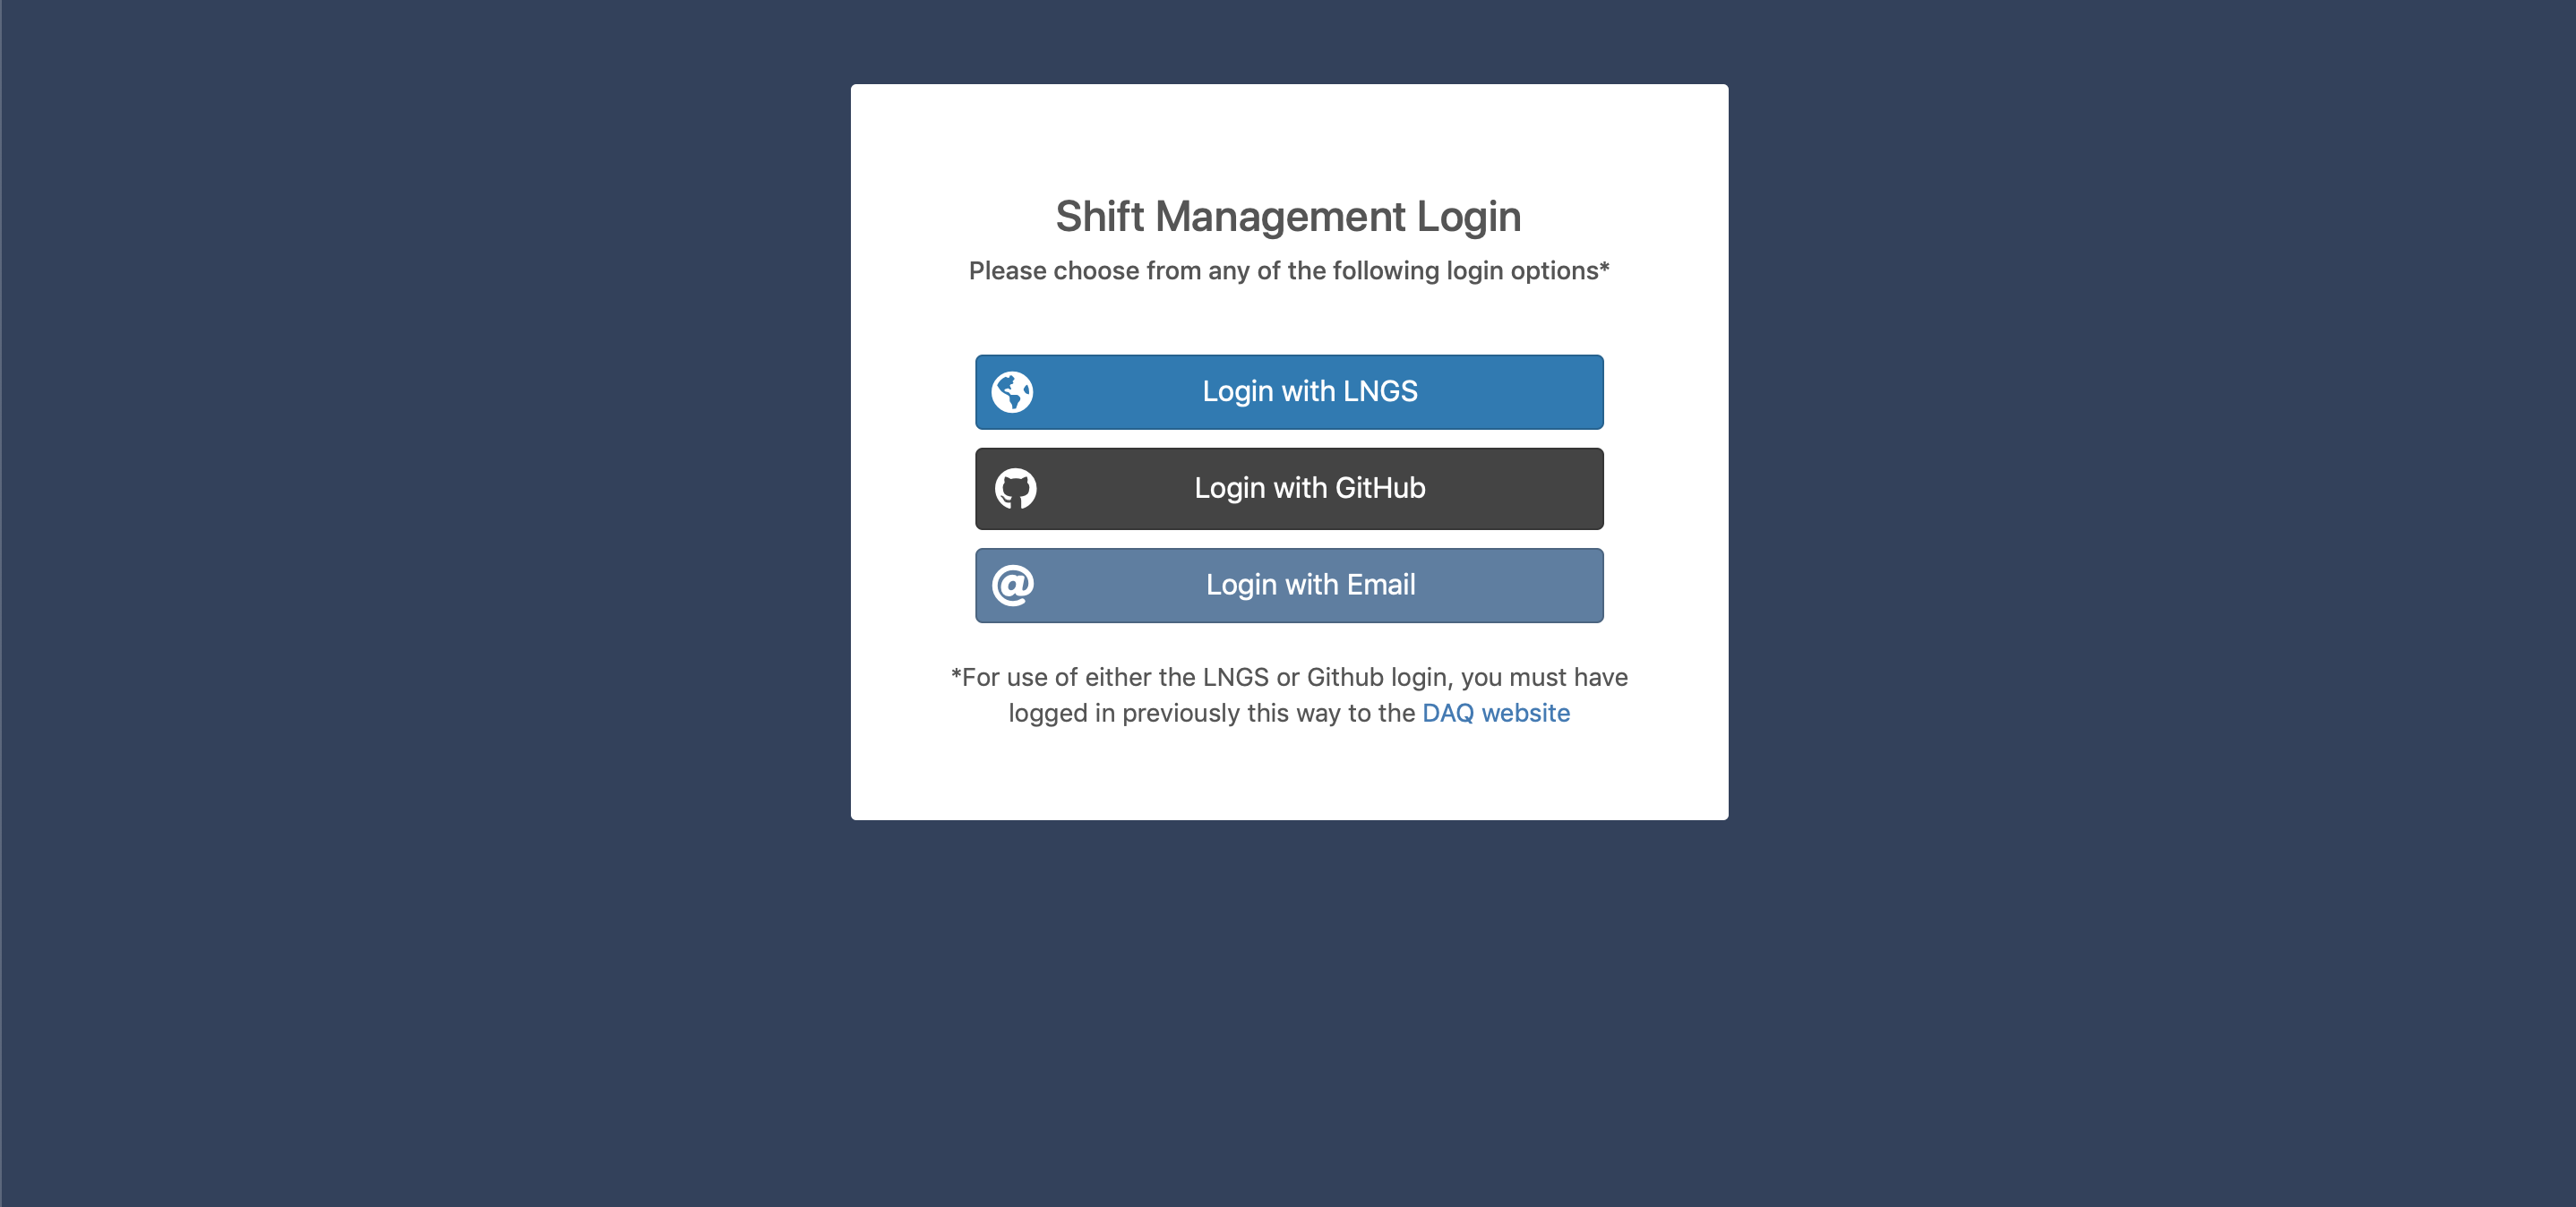 Shift Management Login
Please choose from any of the following login options*
Login with LNGS
Login with GitHub
@ Login with Email
*For use of either the LNGS or Github login, you must have
logged in previously this way to the DAQ website